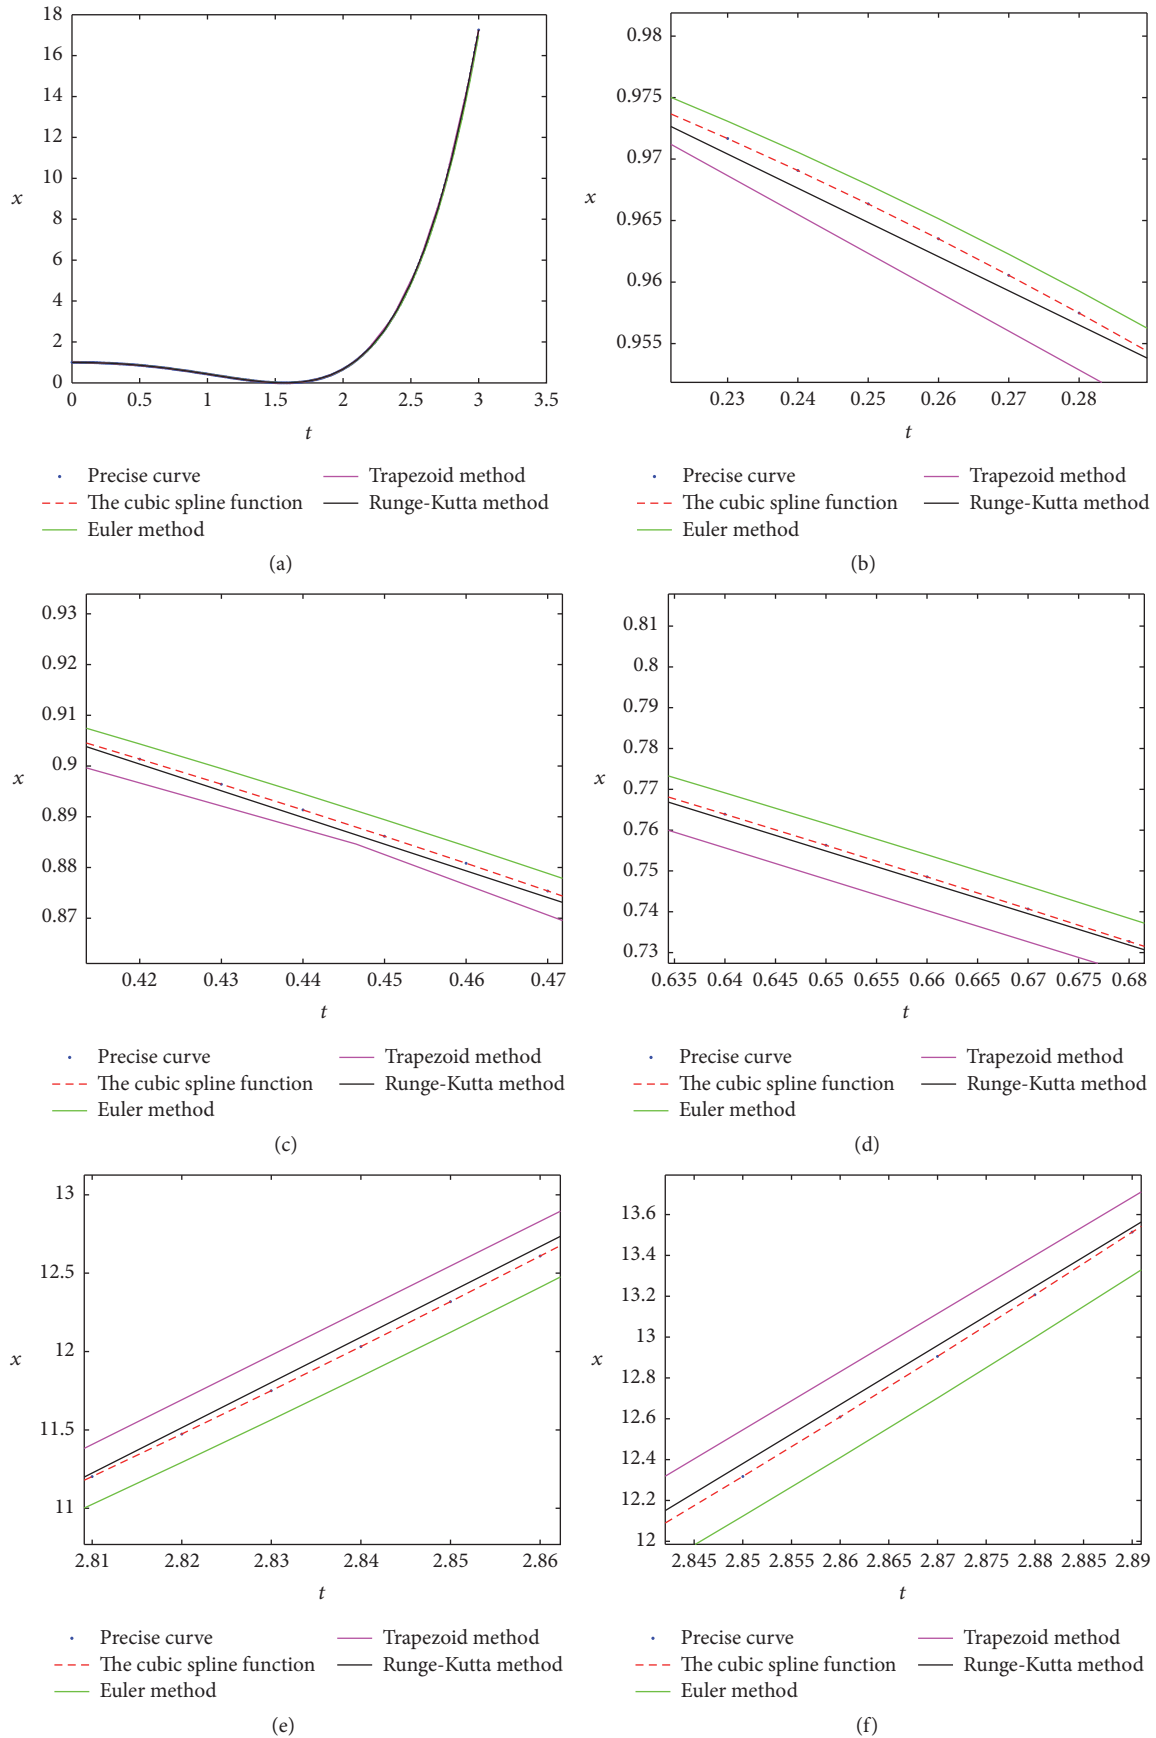 18
16
14
12
10
8
6
4
2
0
x
0 0.5 1 1.5 2 2.5 3 3.5
t
Precise curve
The cubic spline function
Euler method
Trapezoid method
Runge-Kutta method
(a)
0.98
0.975
0.97
0.965
0.96
0.955
x
0.23 0.24 0.25 0.26 0.27 0.28
t
Precise curve
The cubic spline function
Euler method
Trapezoid method
Runge-Kutta method
(b)
0.93
0.92
0.91
0.9
0.89
0.88
0.87
x
0.42 0.43 0.44 0.45 0.46 0.47
t
Precise curve
The cubic spline function
Euler method
Trapezoid method
Runge-Kutta method
(c)
0.81
0.8
0.79
0.78
0.77
0.76
0.75
0.74
0.73
x
0.635 0.64 0.645 0.65 0.655 0.66 0.665 0.67 0.675 0.68
t
Precise curve
The cubic spline function
Euler method
Trapezoid method
Runge-Kutta method
(d)
13
12.5
12
11.5
11
x
2.81 2.82 2.83 2.84 2.85 2.86
t
Precise curve
The cubic spline function
Euler method
Trapezoid method
Runge-Kutta method
(e)
13.6
13.4
13.2
13
12.8
12.6
12.4
12.2
12
x
2.845 2.85 2.855 2.86 2.865 2.87 2.875 2.88 2.885 2.89
t
Precise curve
The cubic spline function
Euler method
Trapezoid method
Runge-Kutta method
(f)